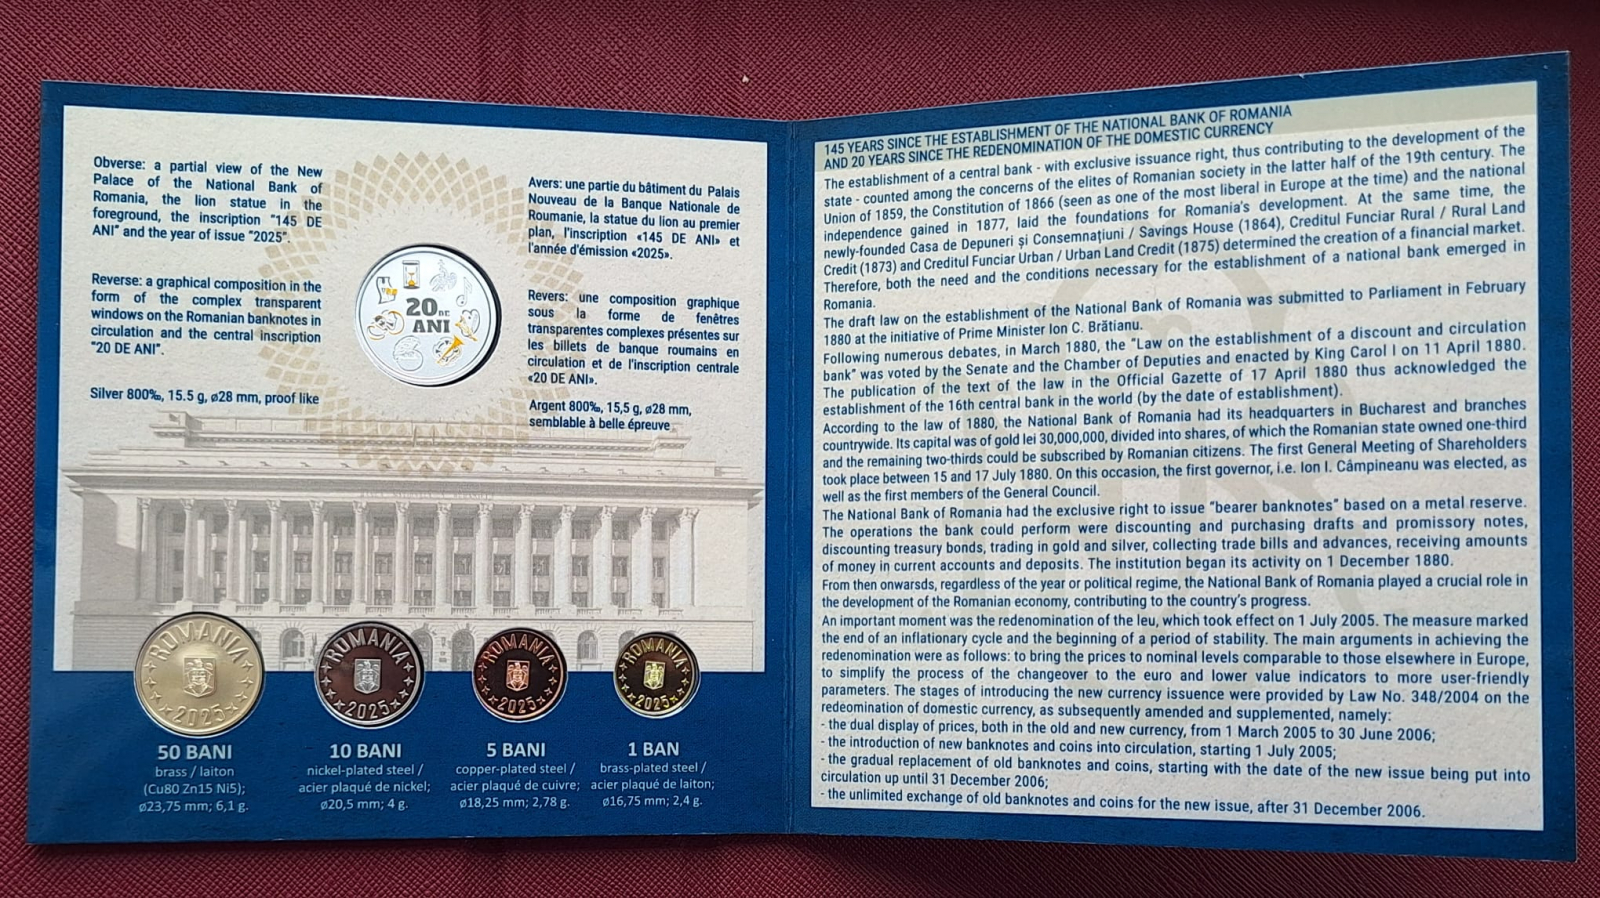 Obverse: a partial view of the New
Palace of the National Bank of
Romania, the lion statue in the
foreground, the inscription "145 DE
ANI" and the year of issue "2025".
Reverse: a graphical composition in the
form of the complex transparent
windows on the Romanian banknotes in
circulation and the central inscription
"20 DE ANI".
Silver 800‰, 15.5 g, ø28 mm, proof like
20 DE
ANI
Avers: une partie du bâtiment du Palais
Nouveau de la Banque Nationale de
Roumanie, la statue du lion au premier
plan, l'inscription «145 DE ANI» et
l'année d'émission «2025».
Revers: une composition graphique
sous la forme de fenêtres
transparentes complexes présentes sur
les billets de banque roumains en
circulation et de l'inscription centrale
«20 DE ANI».
Argent 800‰, 15,5 g, ø28 mm,
semblable à belle épreuve
ROMANIA
2025
ROMANIA
2025
ROMANIA
2025
ROMANIA
2025
50 BANI
brass / laiton
(Cu80 Zn15 Ni5);
ø23,75 mm; 6,1 g.
10 BANI
nickel-plated steel /
acier plaqué de nickel;
ø20,5 mm; 4 g.
5 BANI
copper-plated steel /
acier plaqué de cuivre;
ø18,25 mm; 2,78 g.
1 BAN
brass-plated steel /
acier plaqué de laiton;
ø16,75 mm; 2,4 g.
145 YEARS SINCE THE ESTABLISHMENT OF THE NATIONAL BANK OF ROMANIA
AND 20 YEARS SINCE THE REDENOMINATION OF THE DOMESTIC CURRENCY
The establishment of a central bank - with exclusive issuance right, thus contributing to the development of the
state - counted among the concerns of the elites of Romanian society in the latter half of the 19th century. The
Union of 1859, the Constitution of 1866 (seen as one of the most liberal in Europe at the time) and the national
independence gained in 1877, laid the foundations for Romania's development. At the same time, the
newly-founded Casa de Depuneri și Consemnațiuni / Savings House (1864), Creditul Funciar Rural / Rural Land
Credit (1873) and Creditul Funciar Urban / Urban Land Credit (1875) determined the creation of a financial market.
Therefore, both the need and the conditions necessary for the establishment of a national bank emerged in
Romania.
The draft law on the establishment of the National Bank of Romania was submitted to Parliament in February
1880 at the initiative of Prime Minister Ion C. Brătianu.
Following numerous debates, in March 1880, the "Law on the establishment of a discount and circulation
bank" was voted by the Senate and the Chamber of Deputies and enacted by King Carol I on 11 April 1880.
The publication of the text of the law in the Official Gazette of 17 April 1880 thus acknowledged the
establishment of the 16th central bank in the world (by the date of establishment).
According to the law of 1880, the National Bank of Romania had its headquarters in Bucharest and branches
countrywide. Its capital was of gold lei 30,000,000, divided into shares, of which the Romanian state owned one-third
and the remaining two-thirds could be subscribed by Romanian citizens. The first General Meeting of Shareholders
took place between 15 and 17 July 1880. On this occasion, the first governor, i.e. Ion I. Câmpineanu was elected, as
well as the first members of the General Council.
The National Bank of Romania had the exclusive right to issue "bearer banknotes" based on a metal reserve.
The operations the bank could perform were discounting and purchasing drafts and promissory notes,
discounting treasury bonds, trading in gold and silver, collecting trade bills and advances, receiving amounts
of money in current accounts and deposits. The institution began its activity on 1 December 1880.
From then onwarsds, regardless of the year or political regime, the National Bank of Romania played a crucial role in
the development of the Romanian economy, contributing to the country's progress.
An important moment was the redenomination of the leu, which took effect on 1 July 2005. The measure marked
the end of an inflationary cycle and the beginning of a period of stability. The main arguments in achieving the
redenomination were as follows: to bring the prices to nominal levels comparable to those elsewhere in Europe,
to simplify the process of the changeover to the euro and lower value indicators to more user-friendly
parameters. The stages of introducing the new currency issuence were provided by Law No. 348/2004 on the
redeomination of domestic currency, as subsequently amended and supplemented, namely:
- the dual display of prices, both in the old and new currency, from 1 March 2005 to 30 June 2006;
- the introduction of new banknotes and coins into circulation, starting 1 July 2005;
- the gradual replacement of old banknotes and coins, starting with the date of the new issue being put into
circulation up until 31 December 2006;
- the unlimited exchange of old banknotes and coins for the new issue, after 31 December 2006.